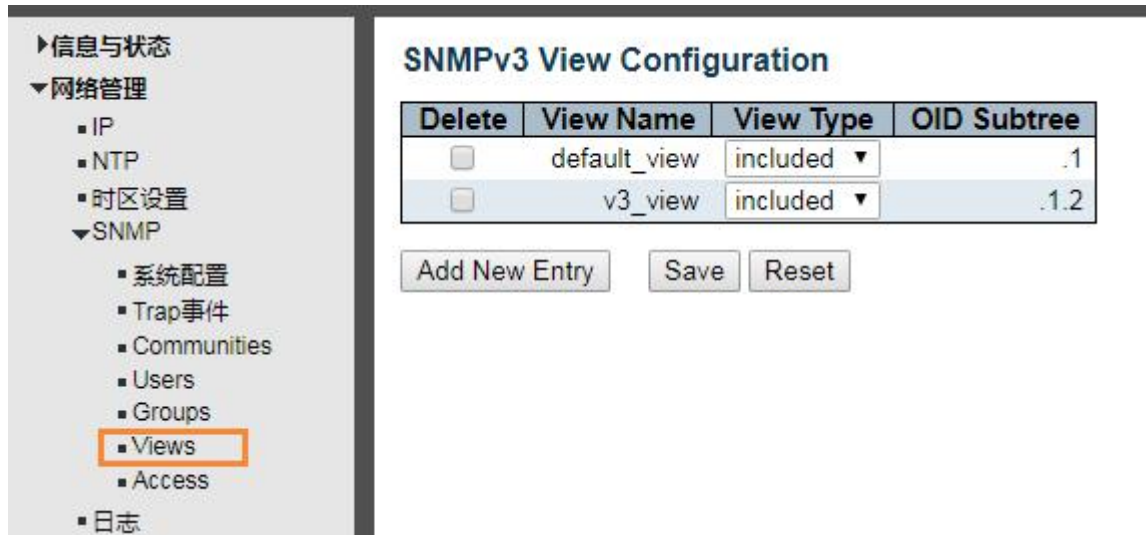 信息与状态
网络管理
IP
NTP
时区设置
SNMP
系统配置
Trap事件
Communities
Users
Groups
Views
Access
日志
SNMPv3 View Configuration
Delete View Name View Type OID Subtree
default_view included .1
v3_view included .1.2
Add New Entry Save Reset